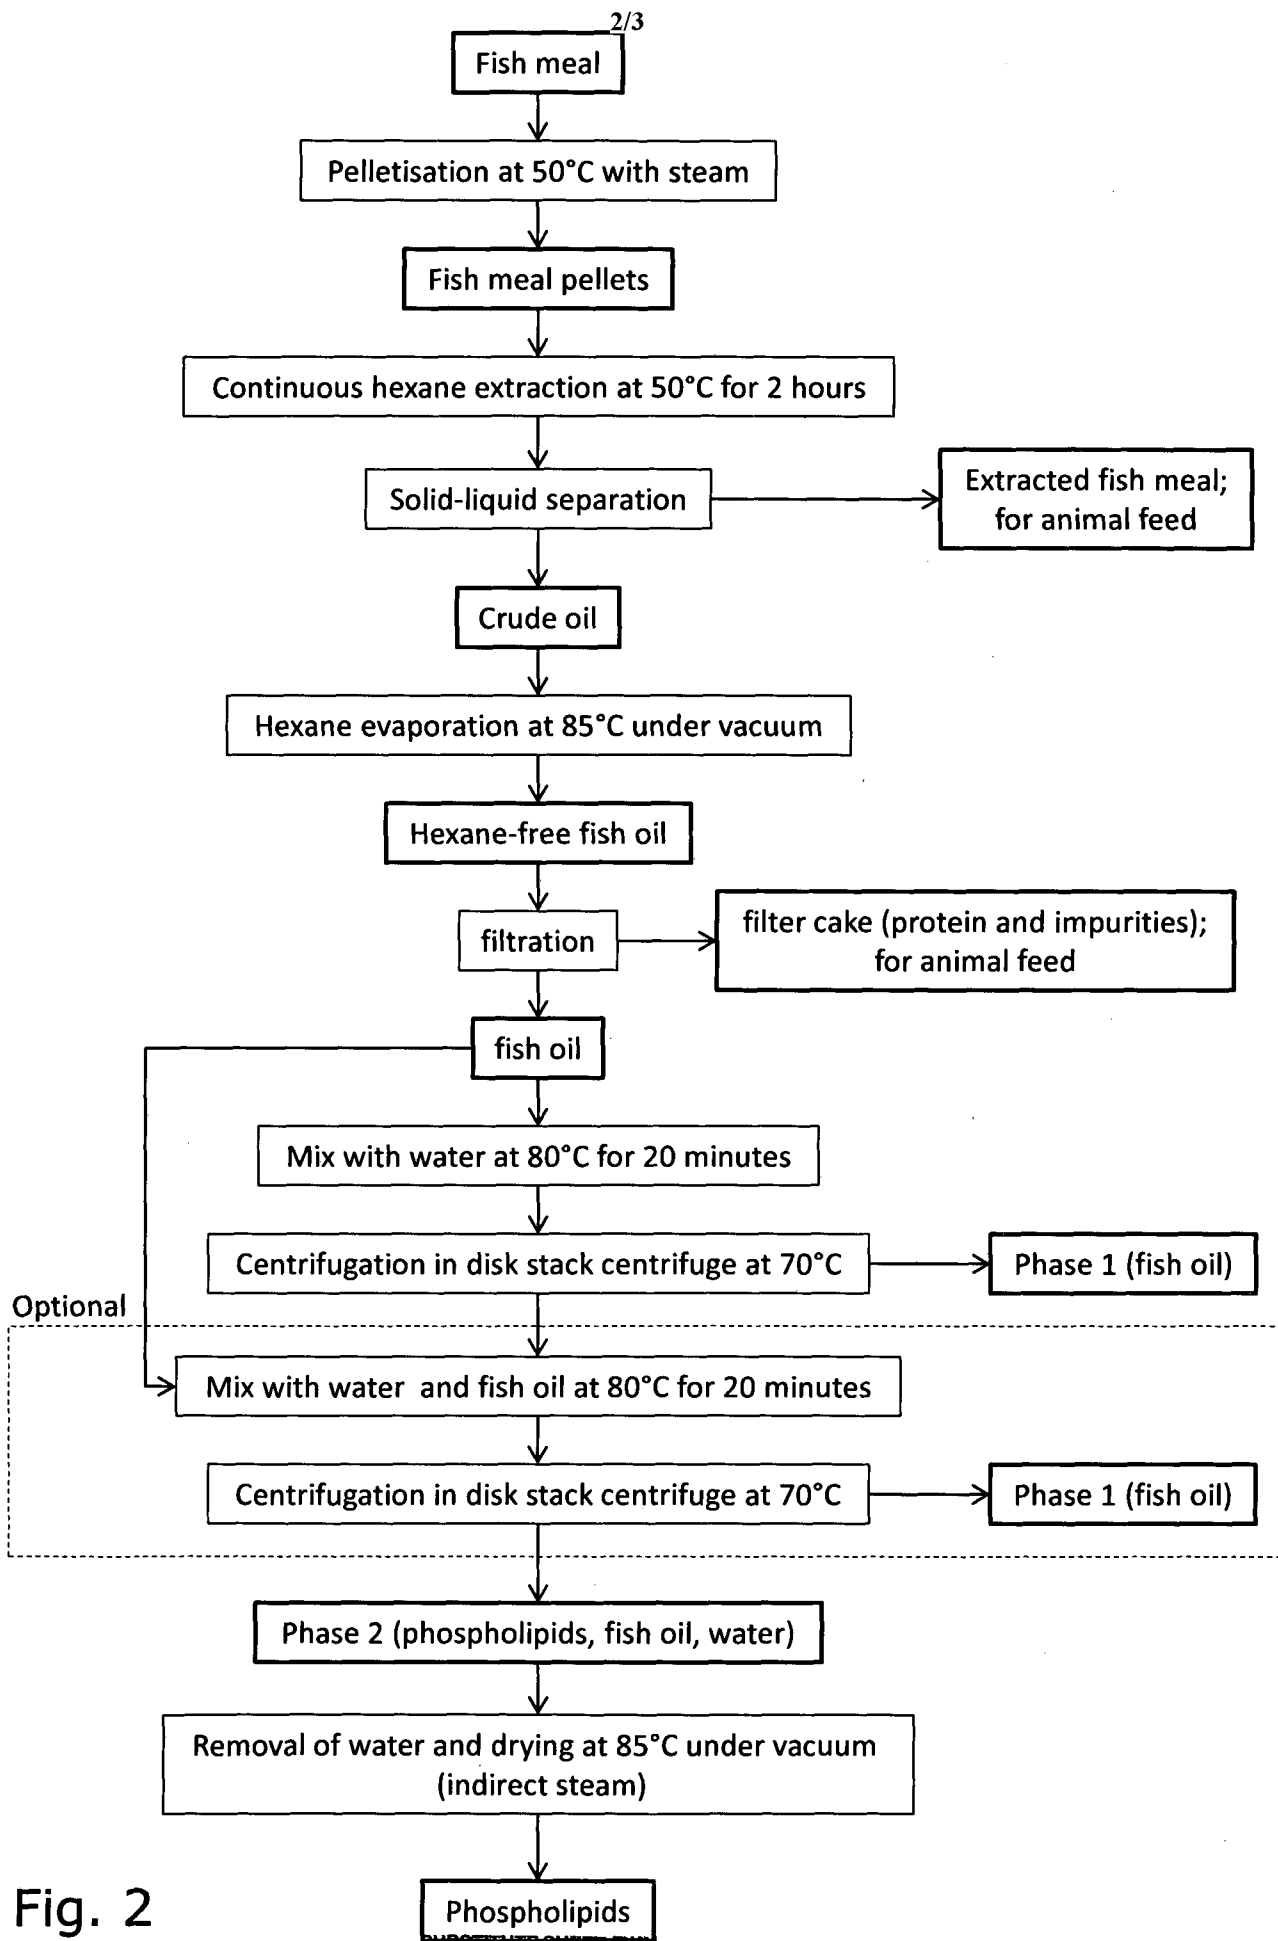 2/3
Fish meal
Pelletisation at 50°C with steam
Fish meal pellets
Continuous hexane extraction at 50°C for 2 hours
Solid-liquid separation
Extracted fish meal;
for animal feed
Crude oil
Hexane evaporation at 85°C under vacuum
Hexane-free fish oil
filtration
filter cake (protein and impurities);
for animal feed
fish oil
Mix with water at 80°C for 20 minutes
Centrifugation in disk stack centrifuge at 70°C
Phase 1 (fish oil)
Optional
Mix with water and fish oil at 80°C for 20 minutes
Centrifugation in disk stack centrifuge at 70°C
Phase 1 (fish oil)
Phase 2 (phospholipids, fish oil, water)
Removal of water and drying at 85°C under vacuum
(indirect steam)
Phospholipids
Fig. 2